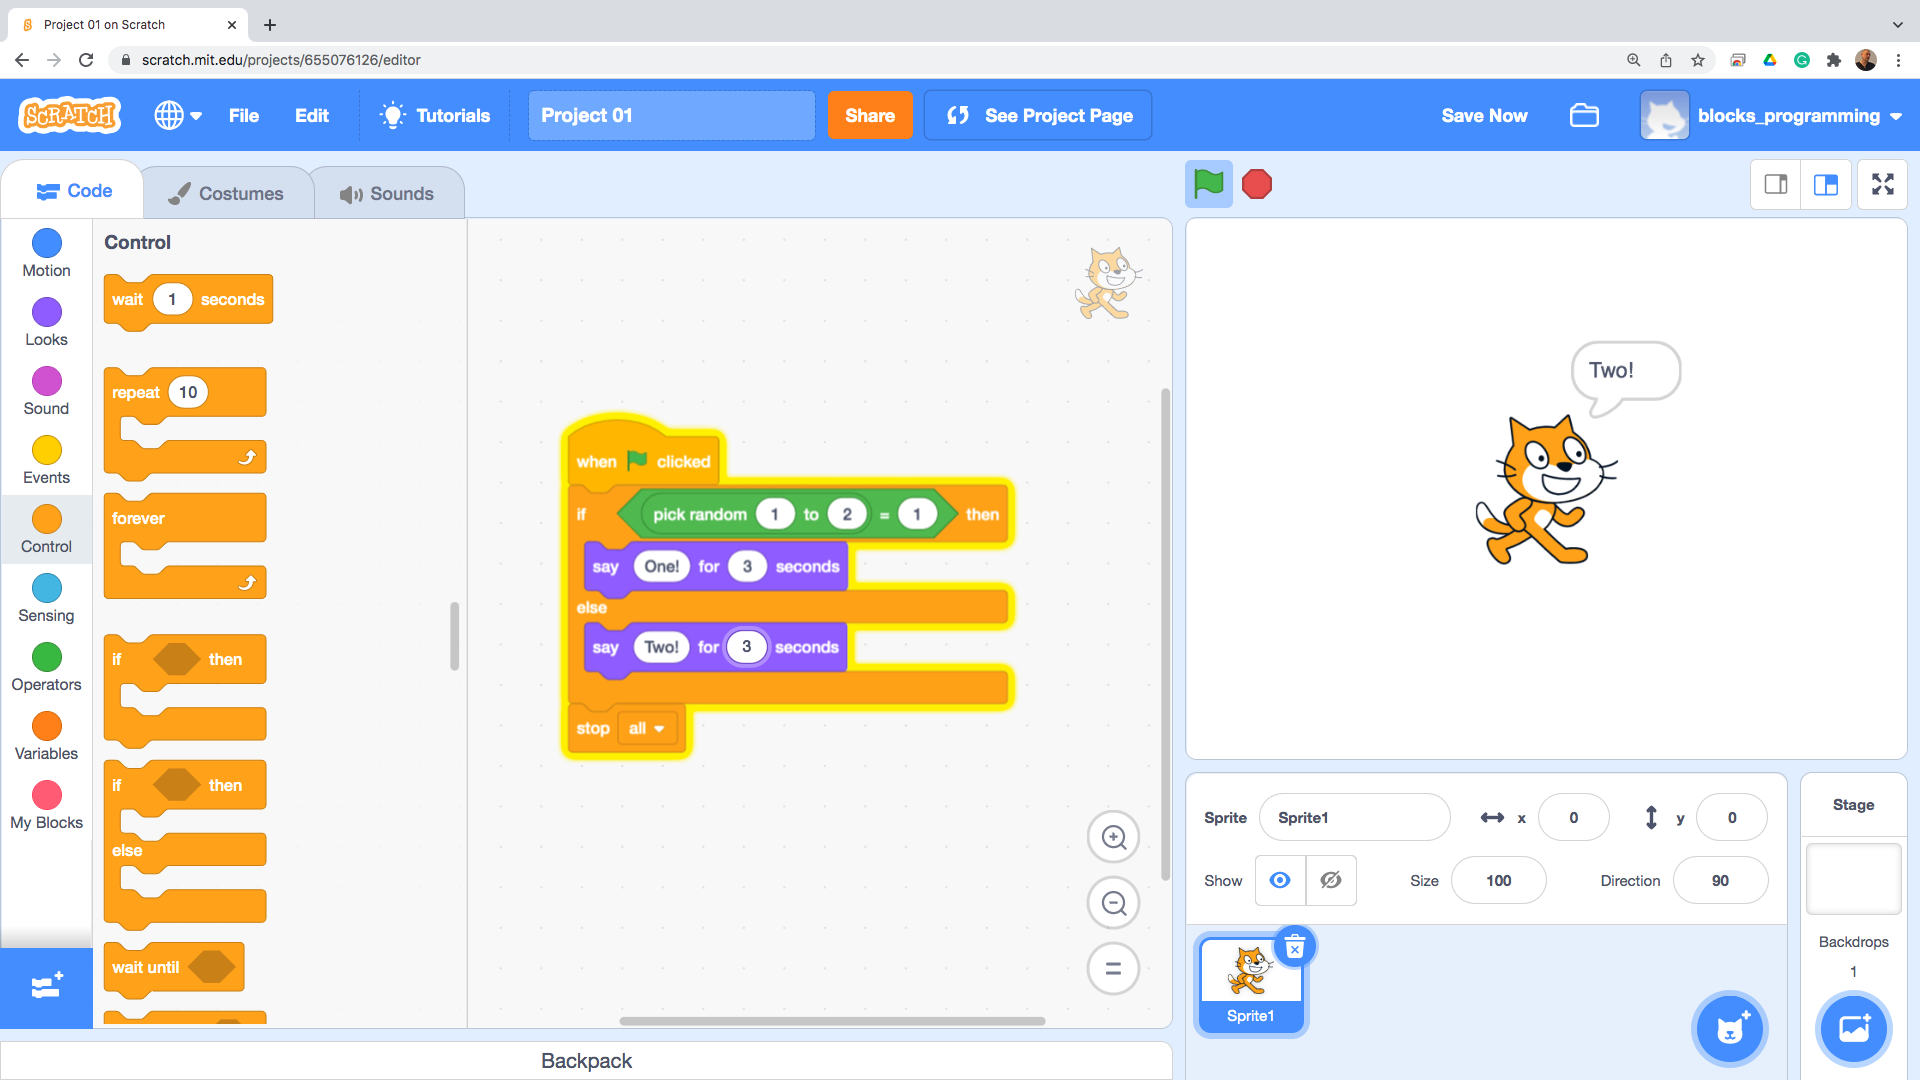 Project 01 on Scratch
scratch.mit.edu/projects/655076126/editor
SCRATCH
File
Edit
Tutorials
Project 01
Share
See Project Page
Save Now
blocks_programming
Code
Costumes
Sounds
Motion
Looks
Sound
Events
Control
Sensing
Operators
Variables
My Blocks
Control
wait 1 seconds
repeat 10
forever
if then
if then
else
wait until
when clicked
if pick random 1 to 2 = 1 then
say One! for 3 seconds
else
say Two! for 3 seconds
stop all
Backpack
Two!
Sprite Sprite1 x 0 y 0
Show Size 100 Direction 90
Sprite1
Stage
Backdrops
1